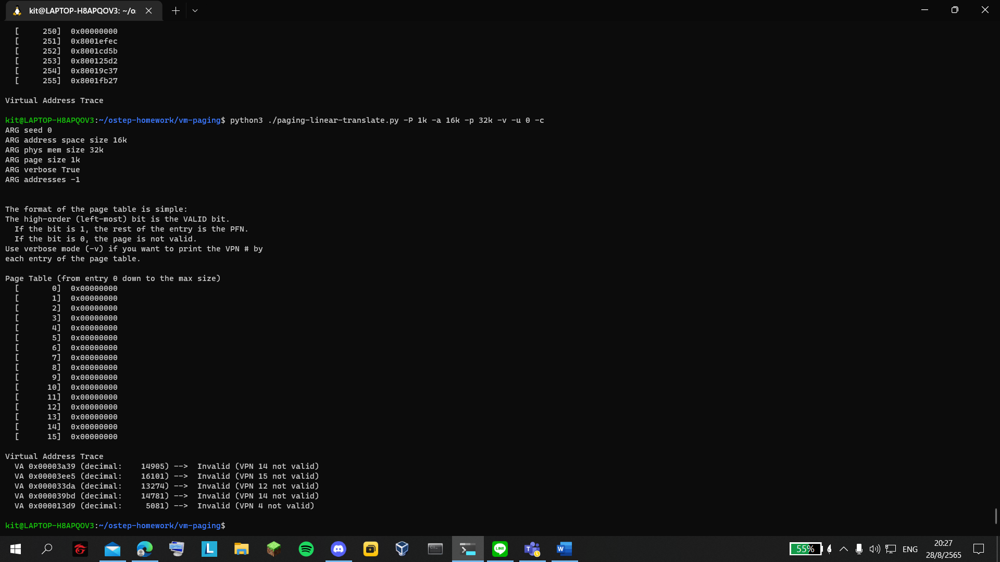 kit@LAPTOP-H8APQOV3: ~/o
[     250]  0x00000000
[     251]  0x8001efec
[     252]  0x8001cd5b
[     253]  0x800125d2
[     254]  0x80019c37
[     255]  0x8001fb27
Virtual Address Trace
kit@LAPTOP-H8APQOV3:~/ostep-homework/vm-paging$ python3 ./paging-linear-translate.py -P 1k -a 16k -p 32k -v -u 0 -c
ARG seed 0
ARG address space size 16k
ARG phys mem size 32k
ARG page size 1k
ARG verbose True
ARG addresses -1
The format of the page table is simple:
The high-order (left-most) bit is the VALID bit.
If the bit is 1, the rest of the entry is the PFN.
If the bit is 0, the page is not valid.
Use verbose mode (-v) if you want to print the VPN # by
each entry of the page table.
Page Table (from entry 0 down to the max size)
[       0]  0x00000000
[       1]  0x00000000
[       2]  0x00000000
[       3]  0x00000000
[       4]  0x00000000
[       5]  0x00000000
[       6]  0x00000000
[       7]  0x00000000
[       8]  0x00000000
[       9]  0x00000000
[      10]  0x00000000
[      11]  0x00000000
[      12]  0x00000000
[      13]  0x00000000
[      14]  0x00000000
[      15]  0x00000000
Virtual Address Trace
VA 0x00003a39 (decimal:    14905) -->  Invalid (VPN 14 not valid)
VA 0x00003ee5 (decimal:    16101) -->  Invalid (VPN 15 not valid)
VA 0x000033da (decimal:    13274) -->  Invalid (VPN 12 not valid)
VA 0x000039bd (decimal:    14781) -->  Invalid (VPN 14 not valid)
VA 0x000013d9 (decimal:     5081) -->  Invalid (VPN 4 not valid)
kit@LAPTOP-H8APQOV3:~/ostep-homework/vm-paging$
L
LINE
T
W
55%
ENG
20:27
28/8/2565